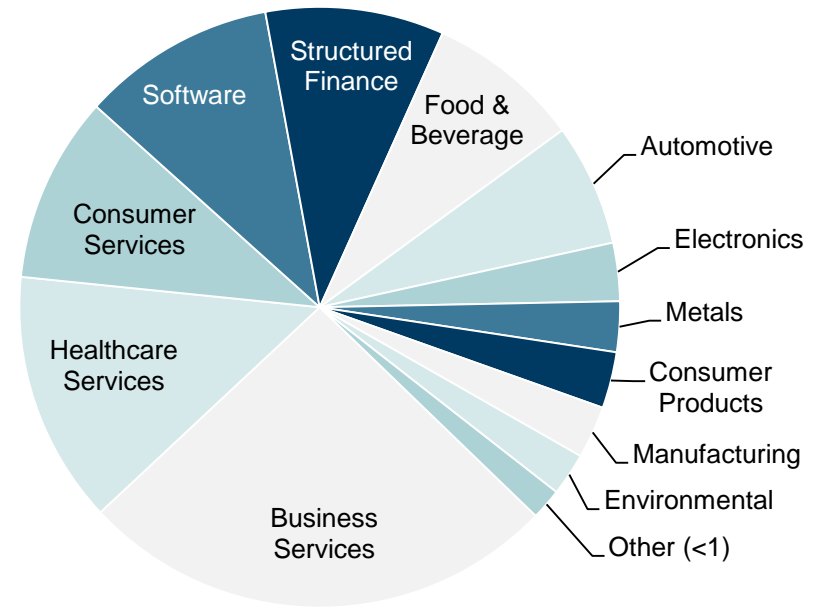 Structured
Finance
Software
Food &
Beverage
Automotive
Consumer
Services
Electronics
Metals
Healthcare
Services
Consumer
Products
Manufacturing
Environmental
Business
Services
Other (<1)